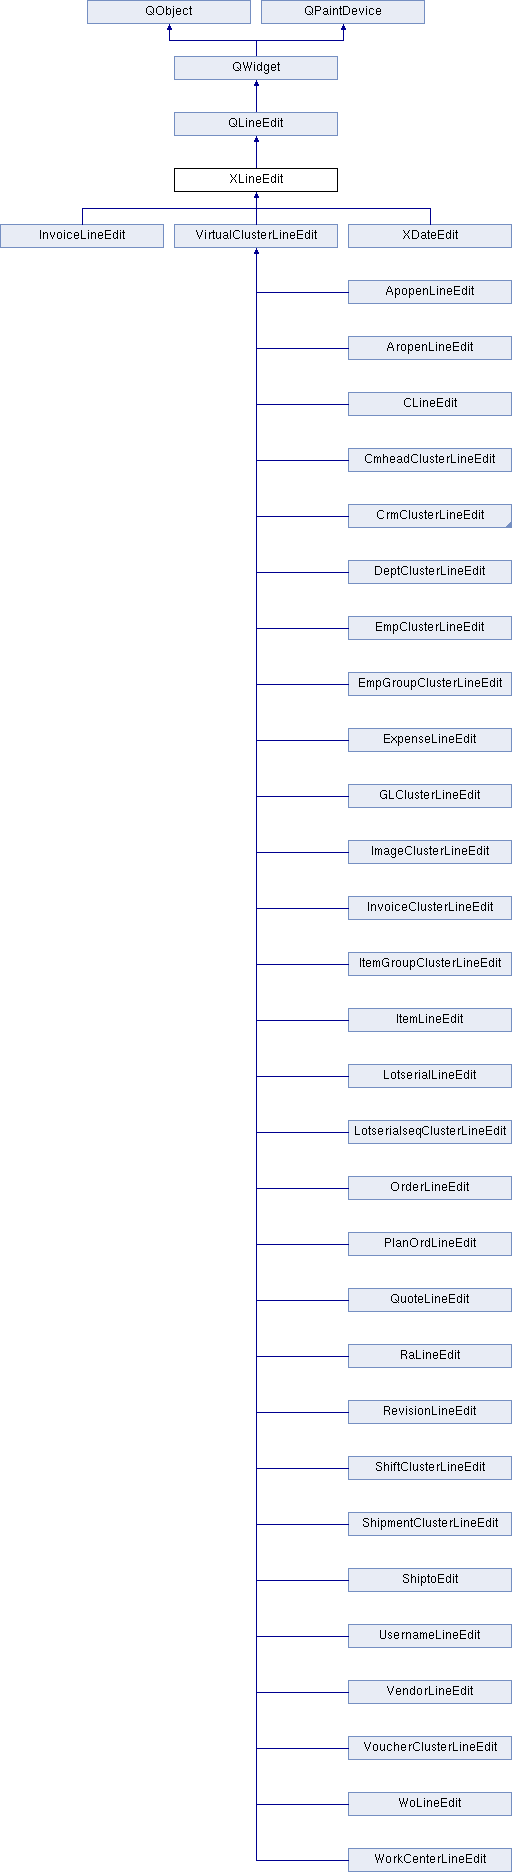 QObject
QPaintDevice
QWidget
QLineEdit
XLineEdit
InvoiceLineEdit
VirtualClusterLineEdit
XDateEdit
ApopenLineEdit
AropenLineEdit
CLineEdit
CmheadClusterLineEdit
CrmClusterLineEdit
DeptClusterLineEdit
EmpClusterLineEdit
EmpGroupClusterLineEdit
ExpenseLineEdit
GLClusterLineEdit
ImageClusterLineEdit
InvoiceClusterLineEdit
ItemGroupClusterLineEdit
ItemLineEdit
LotserialLineEdit
LotserialseqClusterLineEdit
OrderLineEdit
PlanOrdLineEdit
QuoteLineEdit
RaLineEdit
RevisionLineEdit
ShiftClusterLineEdit
ShipmentClusterLineEdit
ShiptoEdit
UsernameLineEdit
VendorLineEdit
VoucherClusterLineEdit
WoLineEdit
WorkCenterLineEdit